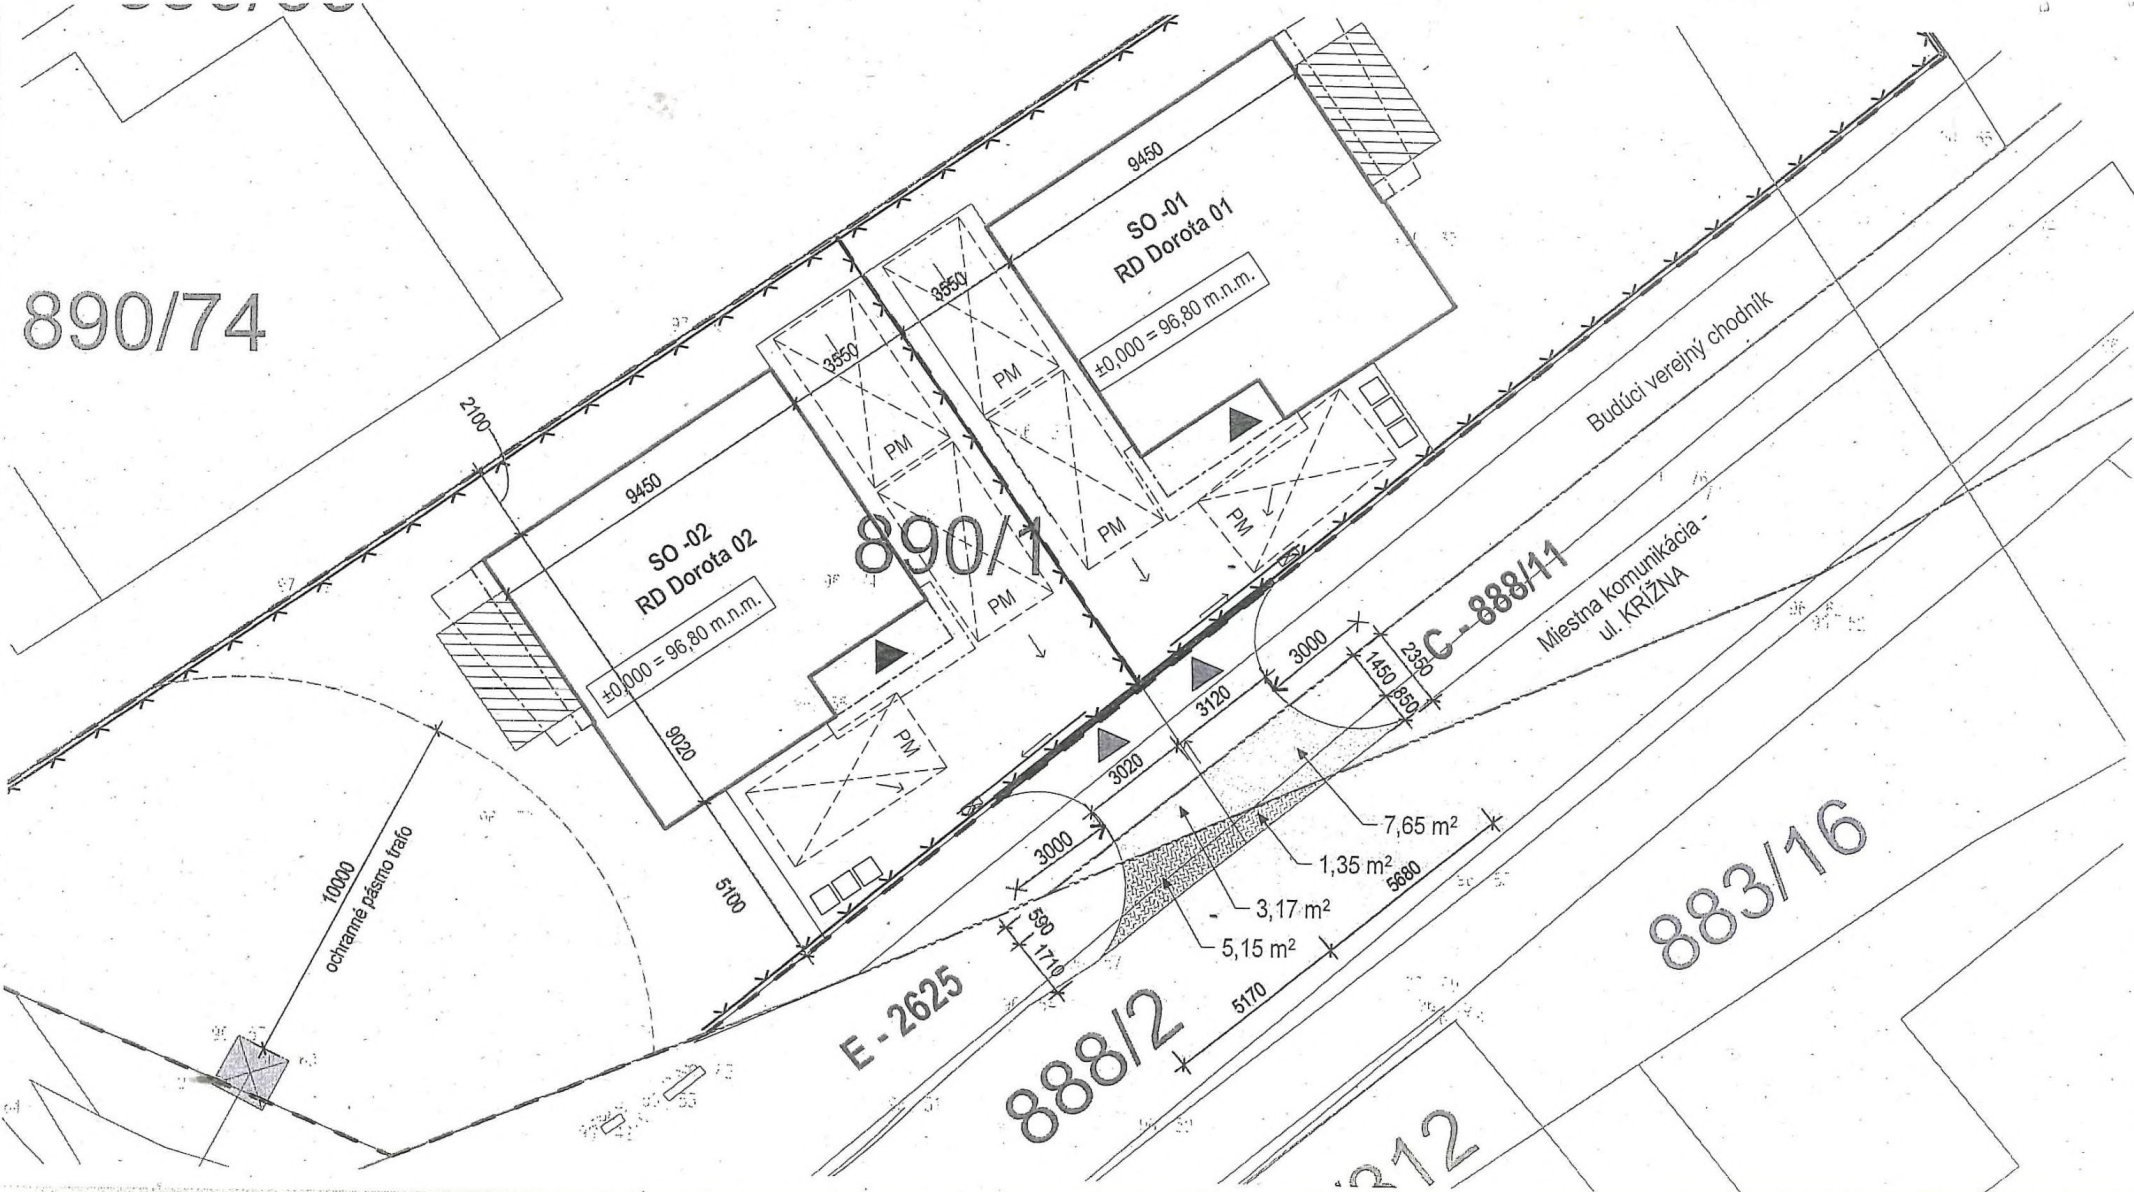 890/74
9450
SO -01
RD Dorota 01
±0,000 = 96,80 m.n.m.
3550
3550
PM
PM
PM
PM
PM
PM
2100
9450
SO -02
RD Dorota 02
±0,000 = 96,80 m.n.m.
890/1
Budúci verejný chodník
C - 888/11
Miestna komunikácia -
ul. KRÍŽNA
3000
1450
2350
850
3120
3020
3000
9020
5100
10000
ochranné pásmo trafo
590
1710
7,65 m²
1,35 m²
3,17 m²
5,15 m²
5680
5170
E - 2625
888/2
883/16
312